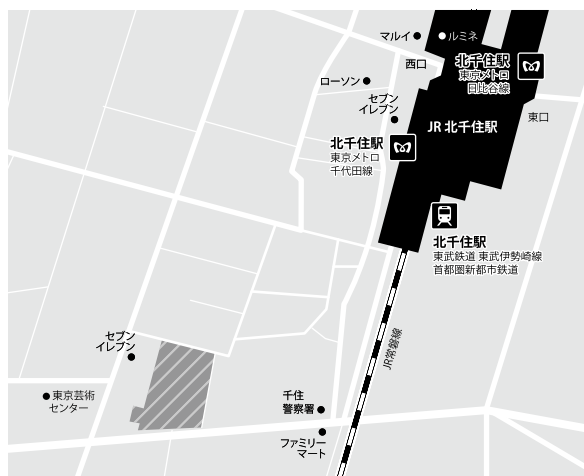 マルイ
ルミネ
西口
北千住駅
東京メトロ
日比谷線
ローソン
セブン
イレブン
東口
JR 北千住駅
北千住駅
東京メトロ
千代田線
北千住駅
東武鉄道 東武伊勢崎線
首都圏新都市鉄道
JR常磐線
セブン
イレブン
東京芸術
センター
千住
警察署
ファミリー
マート